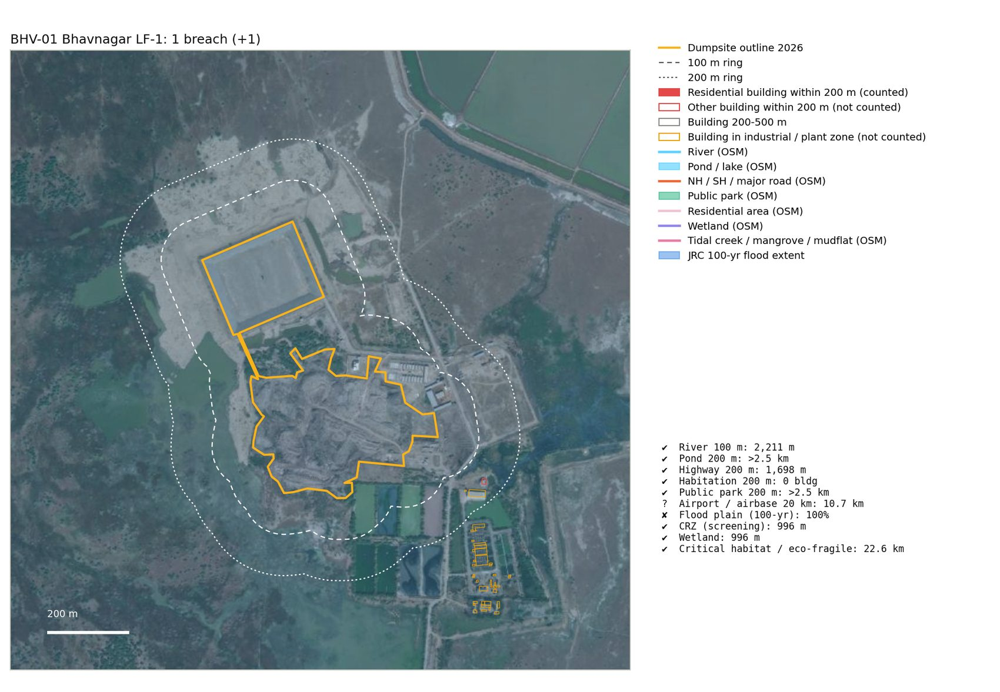 BHV-01 Bhavnagar LF-1: 1 breach (+1)
Dumpsite outline 2026
100 m ring
200 m ring
Residential building within 200 m (counted)
Other building within 200 m (not counted)
Building 200-500 m
Building in industrial / plant zone (not counted)
River (OSM)
Pond / lake (OSM)
NH / SH / major road (OSM)
Public park (OSM)
Residential area (OSM)
Wetland (OSM)
Tidal creek / mangrove / mudflat (OSM)
JRC 100-yr flood extent
✔ River 100 m: 2,211 m
✔ Pond 200 m: >2.5 km
✔ Highway 200 m: 1,698 m
✔ Habitation 200 m: 0 bldg
✔ Public park 200 m: >2.5 km
? Airport / airbase 20 km: 10.7 km
✘ Flood plain (100-yr): 100%
✔ CRZ (screening): 996 m
✔ Wetland: 996 m
✔ Critical habitat / eco-fragile: 22.6 km
200 m